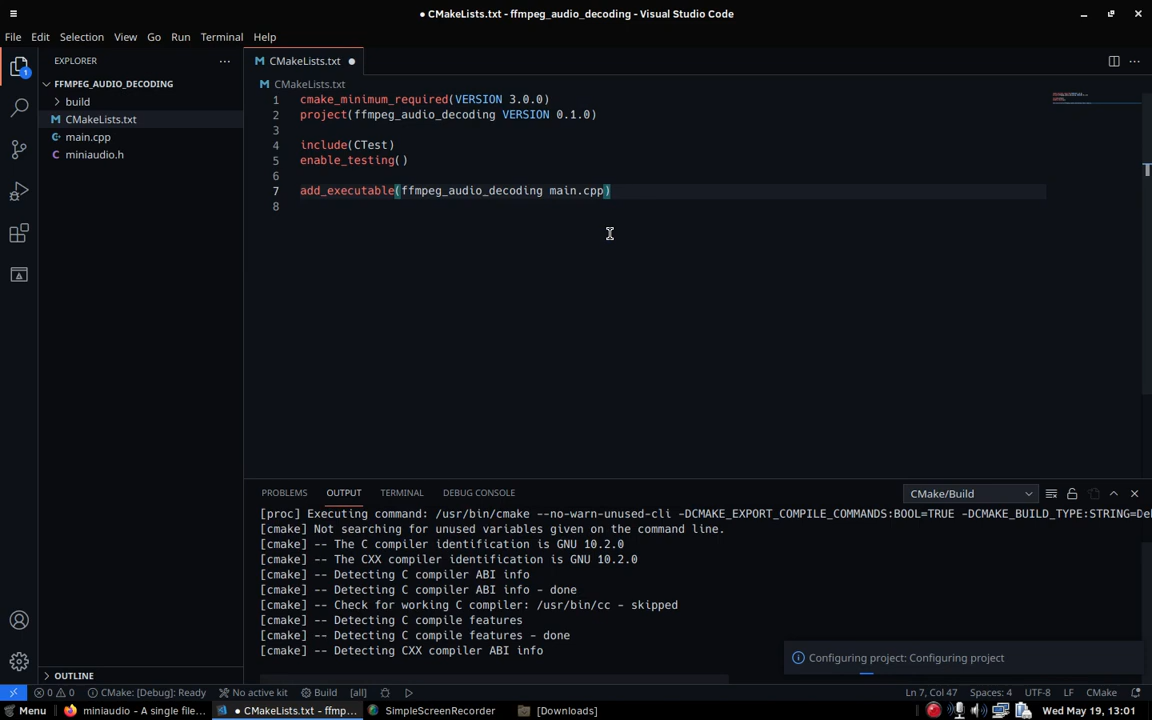 ● CMakeLists.txt - ffmpeg_audio_decoding - Visual Studio Code
File Edit Selection View Go Run Terminal Help
EXPLORER
FFMPEG_AUDIO_DECODING
build
CMakeLists.txt
main.cpp
miniaudio.h
OUTLINE
1
CMakeLists.txt ●
CMakeLists.txt
1 cmake_minimum_required(VERSION 3.0.0)
2 project(ffmpeg_audio_decoding VERSION 0.1.0)
3
4 include(CTest)
5 enable_testing()
6
7 add_executable(ffmpeg_audio_decoding main.cpp)
8
PROBLEMS OUTPUT TERMINAL DEBUG CONSOLE CMake/Build
[proc] Executing command: /usr/bin/cmake --no-warn-unused-cli -DCMAKE_EXPORT_COMPILE_COMMANDS:BOOL=TRUE -DCMAKE_BUILD_TYPE:STRING=De
[cmake] Not searching for unused variables given on the command line.
[cmake] -- The C compiler identification is GNU 10.2.0
[cmake] -- The CXX compiler identification is GNU 10.2.0
[cmake] -- Detecting C compiler ABI info
[cmake] -- Detecting C compiler ABI info - done
[cmake] -- Check for working C compiler: /usr/bin/cc - skipped
[cmake] -- Detecting C compile features
[cmake] -- Detecting C compile features - done
[cmake] -- Detecting CXX compiler ABI info
Configuring project: Configuring project
0 0 CMake: [Debug]: Ready No active kit Build [all] Ln 7, Col 47 Spaces: 4 UTF-8 LF CMake
Menu miniaudio - A single file... ● CMakeLists.txt - ffmp... SimpleScreenRecorder [Downloads] Wed May 19, 13:01